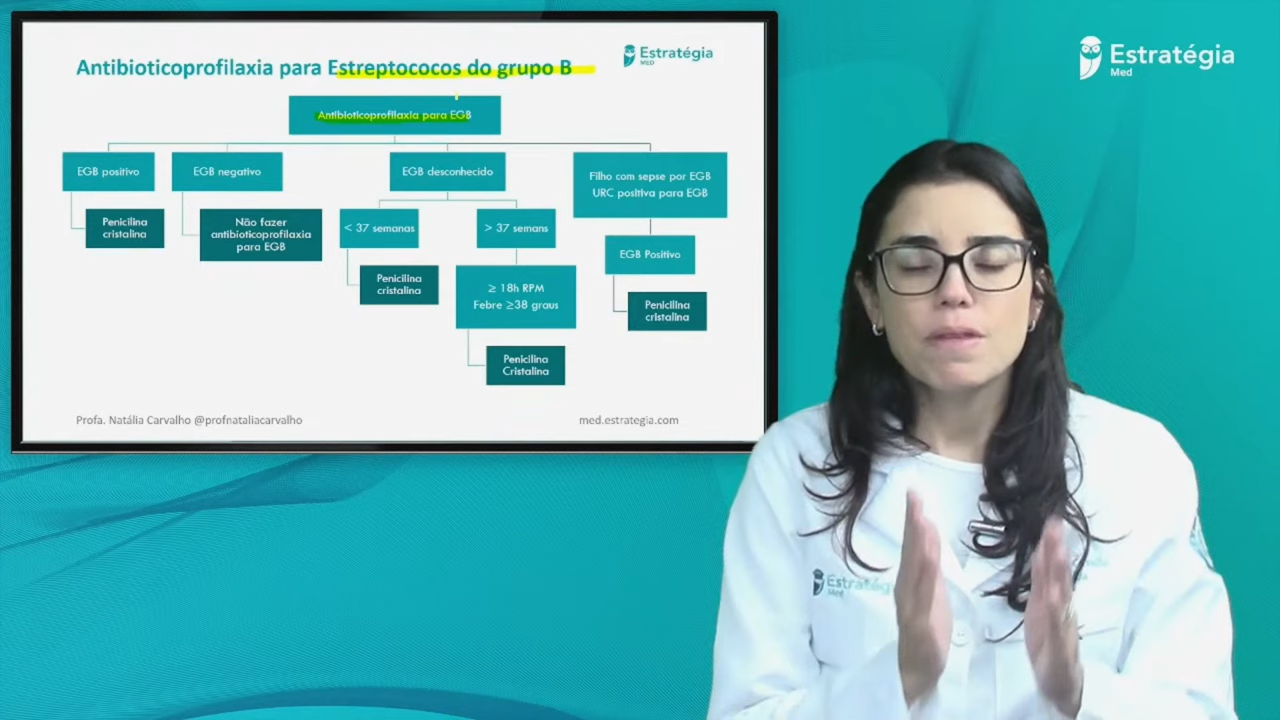 Antibioticoprofilaxia para Estreptococos do grupo B
Estratégia
MED
Antibioticoprofilaxia para EGB
EGB positivo
Penicilina
cristalina
EGB negativo
Não fazer
antibioticoprofilaxia
para EGB
EGB desconhecido
< 37 semanas
Penicilina
cristalina
> 37 semans
≥ 18h RPM
Febre ≥38 graus
Penicilina
Cristalina
Filho com sepse por EGB
URC positiva para EGB
EGB Positivo
Penicilina
cristalina
Profa. Natália Carvalho @profnataliacarvalho
med.estrategia.com
Estratégia
Med
Estratég
Med